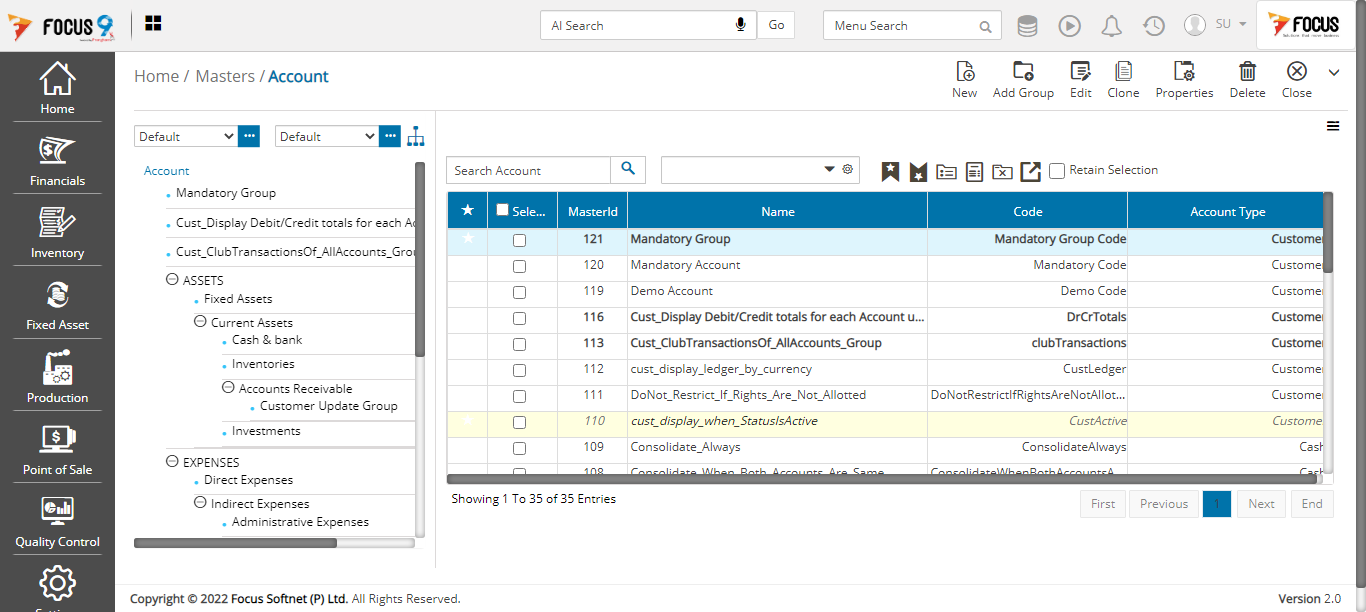 FOCUS 9
AI Search
Go
Menu Search
SU
FOCUS
Home / Masters / Account
New
Add Group
Edit
Clone
Properties
Delete
Close
Home
Financials
Inventory
Fixed Asset
Production
Point of Sale
Quality Control
Default
Default
Account
Mandatory Group
Cust_Display Debit/Credit totals for each Ac
Cust_ClubTransactionsOf_AllAccounts_Grou
ASSETS
Fixed Assets
Current Assets
Cash & bank
Inventories
Accounts Receivable
Customer Update Group
Investments
EXPENSES
Direct Expenses
Indirect Expenses
Administrative Expenses
Search Account
Retain Selection
Sele... MasterId Name Code Account Type
121 Mandatory Group Mandatory Group Code Customer
120 Mandatory Account Mandatory Code Customer
119 Demo Account Demo Code Customer
116 Cust_Display Debit/Credit totals for each Account u... DrCrTotals Customer
113 Cust_ClubTransactionsOf_AllAccounts_Group clubTransactions Customer
112 cust_display_ledger_by_currency CustLedger Customer
111 DoNot_Restrict_If_Rights_Are_Not_Allotted DoNotRestrictIfRightsAreNotAllot... Customer
110 cust_display_when_StatusIsActive CustActive Customer
109 Consolidate_Always ConsolidateAlways Cash
108 Consolidate_When_Both_Accounts_Are_Same ConsolidateWhenBothAccountsA... Cash
Showing 1 To 35 of 35 Entries
First
Previous
1
Next
End
Copyright © 2022 Focus Softnet (P) Ltd. All Rights Reserved.
Version 2.0